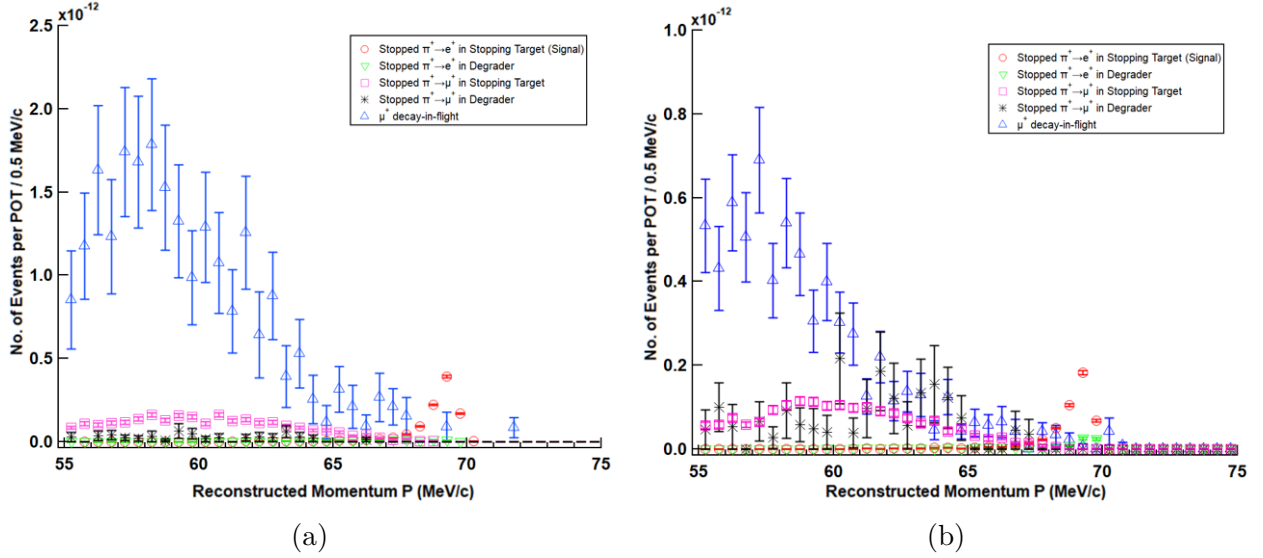 x10⁻¹²
2.5
2.0
1.5
1.0
0.5
0.0
No. of Events per POT / 0.5 MeV/c
Stopped π⁺→e⁺ in Stopping Target (Signal)
Stopped π⁺→e⁺ in Degrader
Stopped π⁺→μ⁺ in Stopping Target
Stopped π⁺→μ⁺ in Degrader
μ⁺ decay-in-flight
55 60 65 70 75
Reconstructed Momentum P (MeV/c)
(a)
x10⁻¹²
1.0
0.8
0.6
0.4
0.2
0.0
No. of Events per POT / 0.5 MeV/c
Stopped π⁺→e⁺ in Stopping Target (Signal)
Stopped π⁺→e⁺ in Degrader
Stopped π⁺→μ⁺ in Stopping Target
Stopped π⁺→μ⁺ in Degrader
μ⁺ decay-in-flight
55 60 65 70 75
Reconstructed Momentum P (MeV/c)
(b)